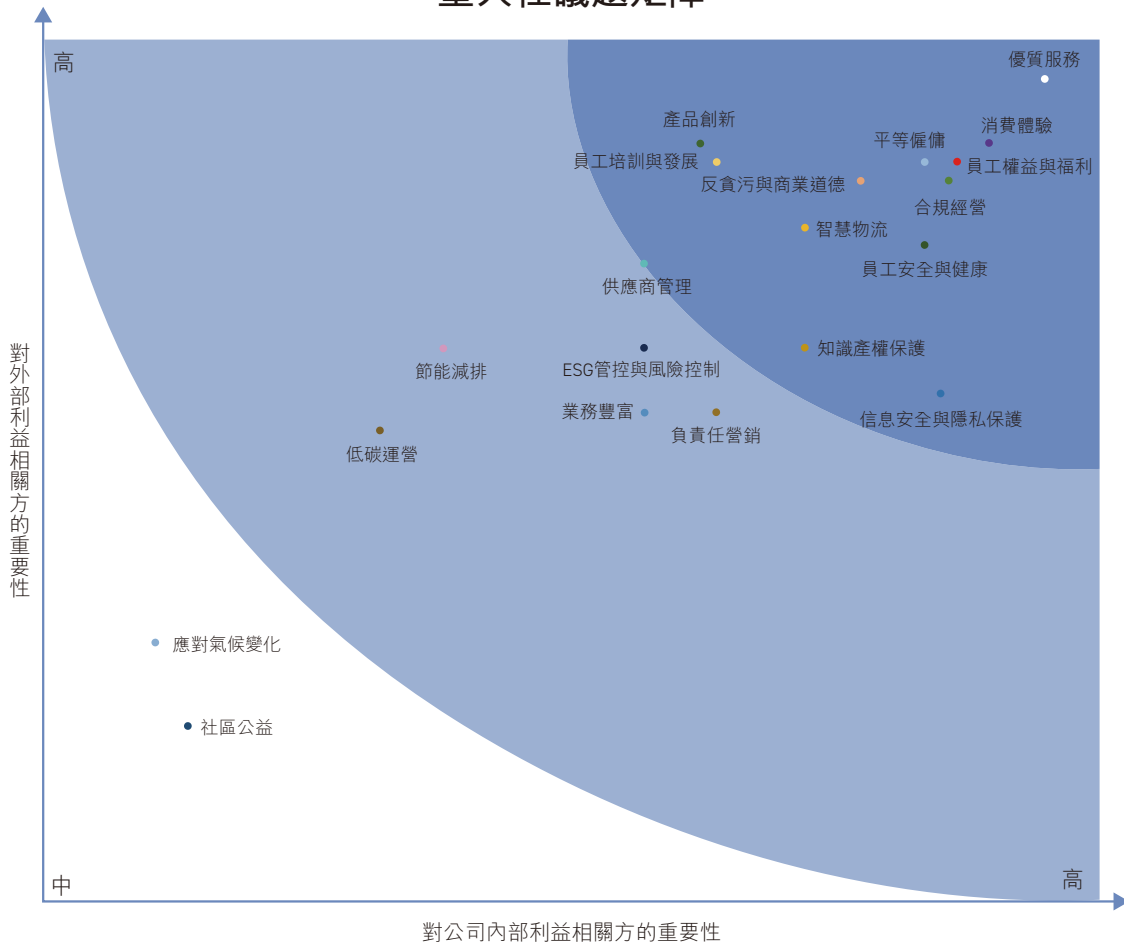 重大性議題矩陣
高
優質服務
產品創新
消費體驗
平等僱傭
員工培訓與發展
員工權益與福利
反貪污與商業道德
合規經營
智慧物流
員工安全與健康
供應商管理
知識產權保護
節能減排
ESG管控與風險控制
業務豐富
信息安全與隱私保護
負責任營銷
低碳運營
對外部利益相關方的重要性
應對氣候變化
社區公益
中
高
對公司內部利益相關方的重要性